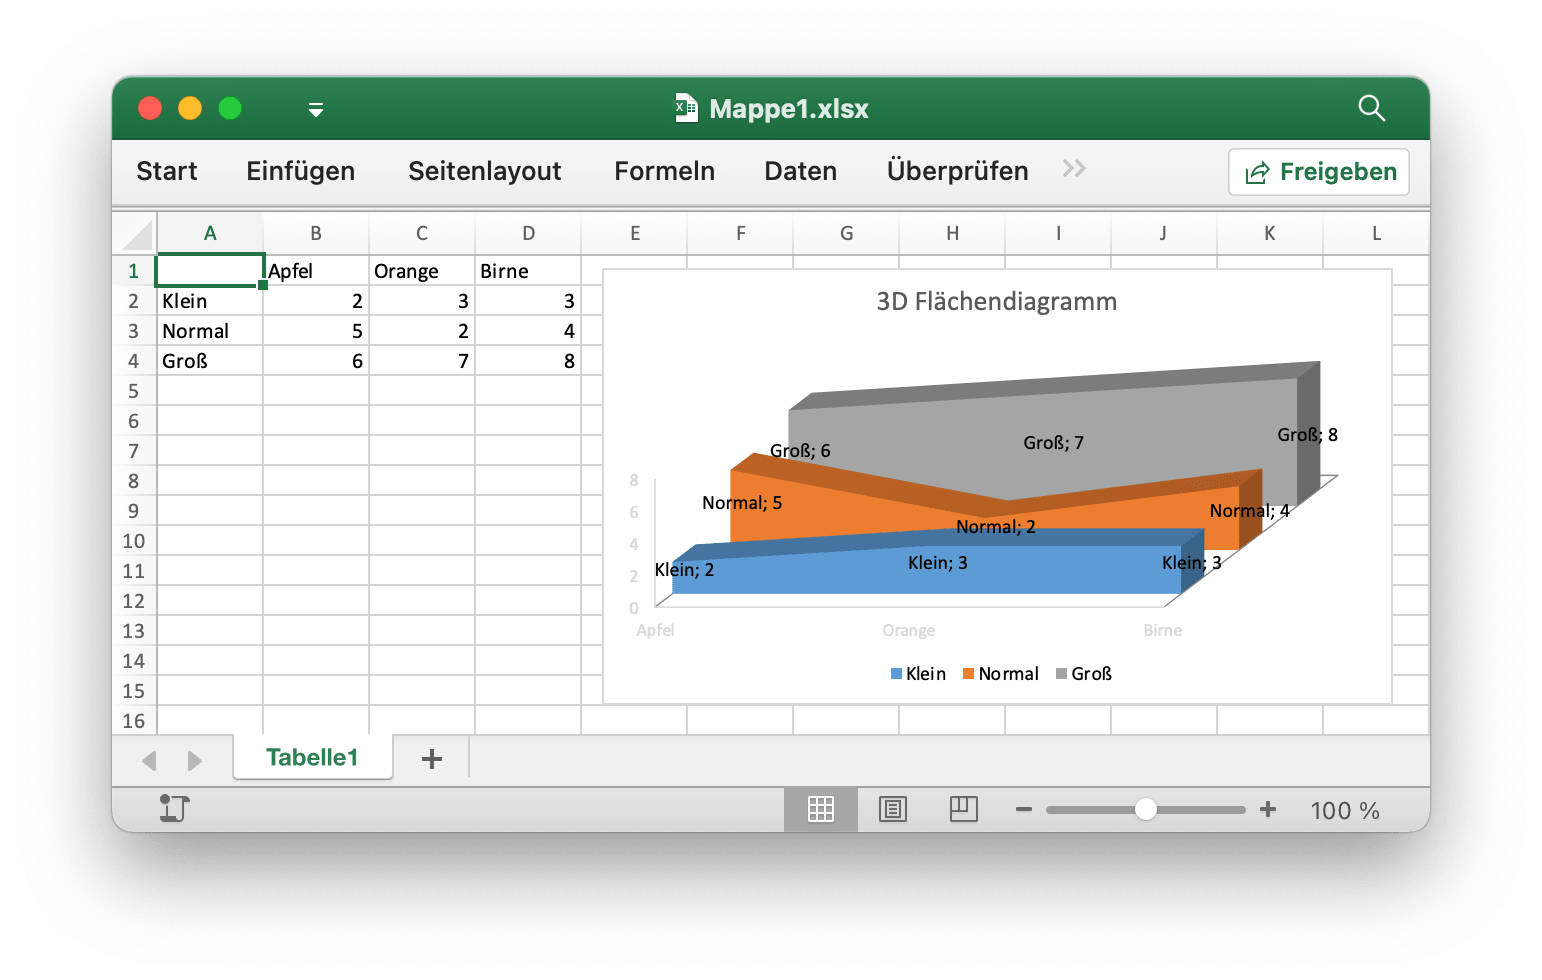 Mappe1.xlsx
Start Einfügen Seitenlayout Formeln Daten Überprüfen Freigeben
A B C D E F G H I J K L
1 Apfel Orange Birne
2 Klein 2 3 3
3 Normal 5 2 4
4 Groß 6 7 8
5
6
7
8
9
10
11
12
13
14
15
16
3D Flächendiagramm
Groß; 6 Groß; 7 Groß; 8
Normal; 5 Normal; 2 Normal; 4
Klein; 2 Klein; 3 Klein; 3
8
6
4
2
0
Apfel Orange Birne
Klein Normal Groß
Tabelle1
100 %